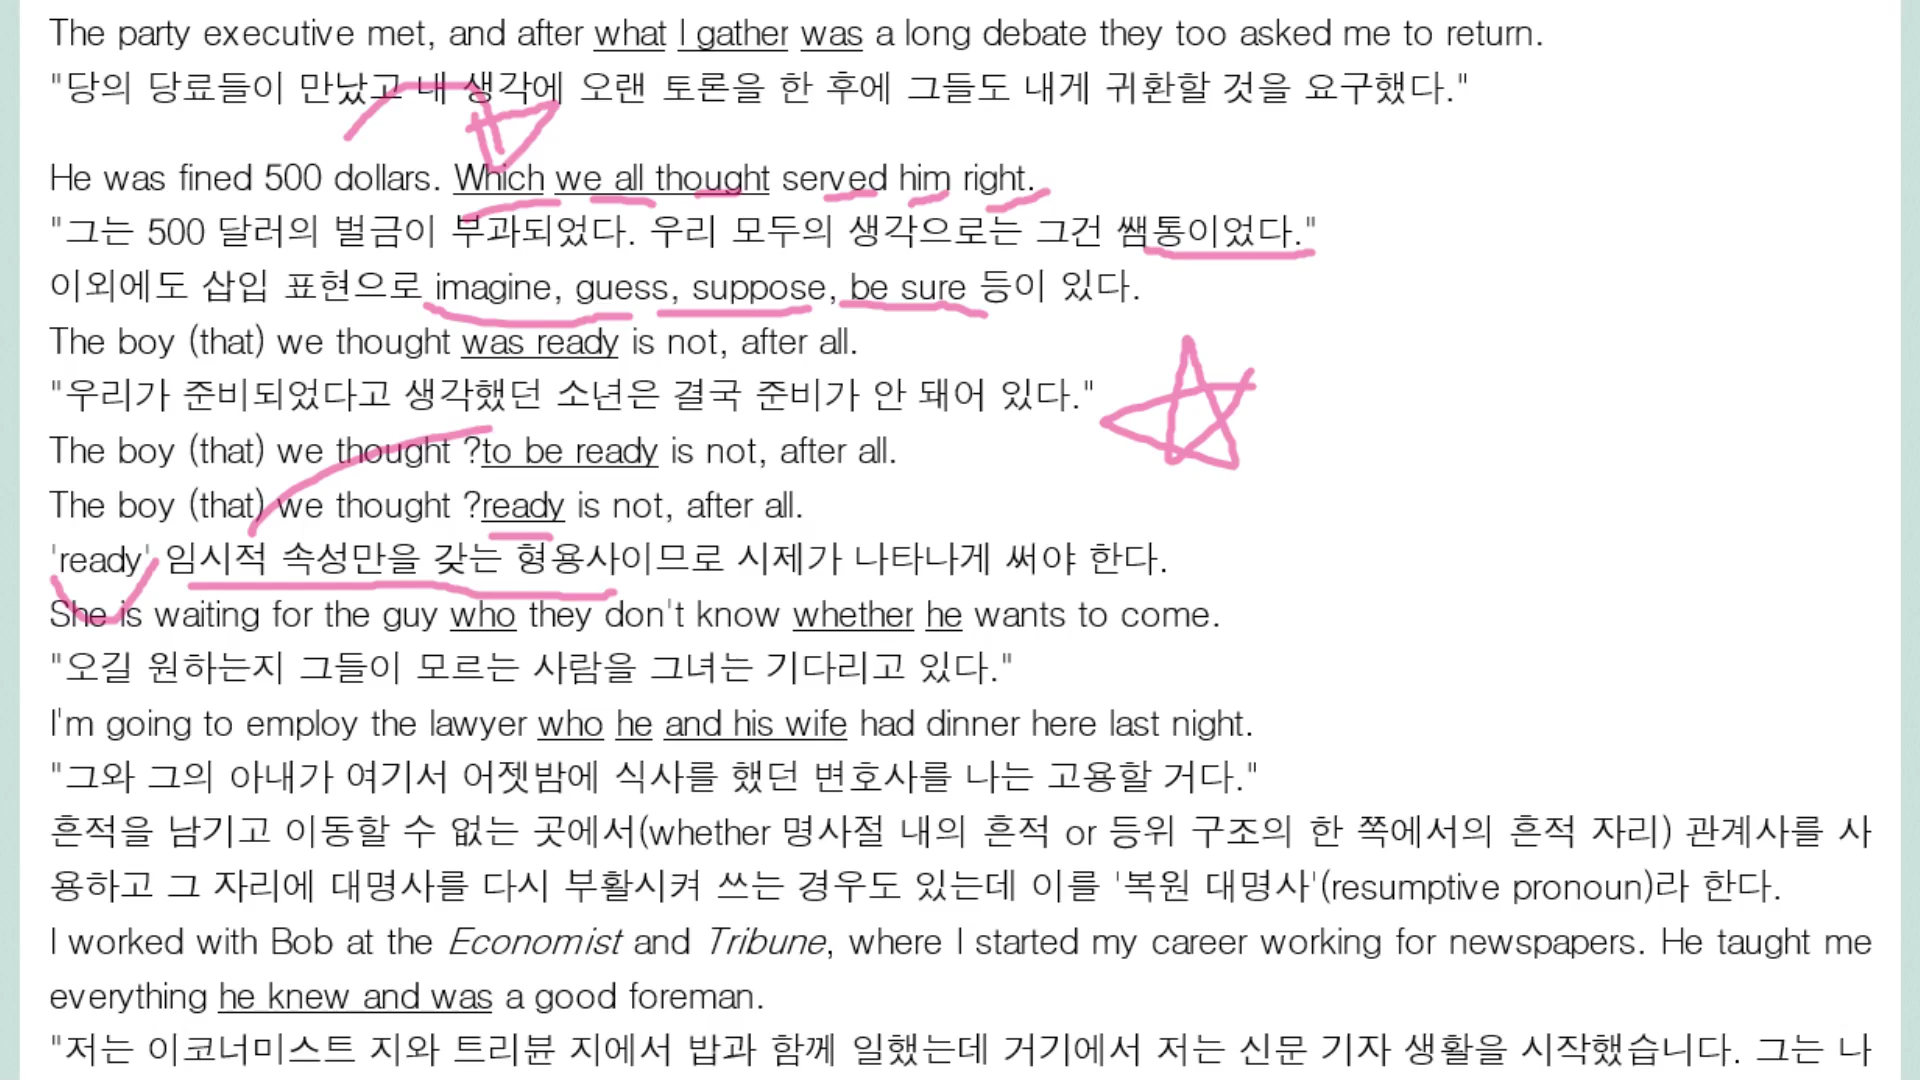 The party executive met, and after what I gather was a long debate they too asked me to return.
"당의 당료들이 만났고 내 생각에 오랜 토론을 한 후에 그들도 내게 귀환할 것을 요구했다."
He was fined 500 dollars. Which we all thought served him right.
"그는 500 달러의 벌금이 부과되었다. 우리 모두의 생각으로는 그건 쌤통이었다."
이외에도 삽입 표현으로 imagine, guess, suppose, be sure 등이 있다.
The boy (that) we thought was ready is not, after all.
"우리가 준비되었다고 생각했던 소년은 결국 준비가 안 돼어 있다."
The boy (that) we thought ?to be ready is not, after all.
The boy (that) we thought ?ready is not, after all.
'ready' 임시적 속성만을 갖는 형용사이므로 시제가 나타나게 써야 한다.
She is waiting for the guy who they don't know whether he wants to come.
"오길 원하는지 그들이 모르는 사람을 그녀는 기다리고 있다."
I'm going to employ the lawyer who he and his wife had dinner here last night.
"그와 그의 아내가 여기서 어젯밤에 식사를 했던 변호사를 나는 고용할 거다."
흔적을 남기고 이동할 수 없는 곳에서(whether 명사절 내의 흔적 or 등위 구조의 한 쪽에서의 흔적 자리) 관계사를 사
용하고 그 자리에 대명사를 다시 부활시켜 쓰는 경우도 있는데 이를 '복원 대명사'(resumptive pronoun)라 한다.
I worked with Bob at the Economist and Tribune, where I started my career working for newspapers. He taught me
everything he knew and was a good foreman.
"저는 이코너미스트 지와 트리뷴 지에서 밥과 함께 일했는데 거기에서 저는 신문 기자 생활을 시작했습니다. 그는 나